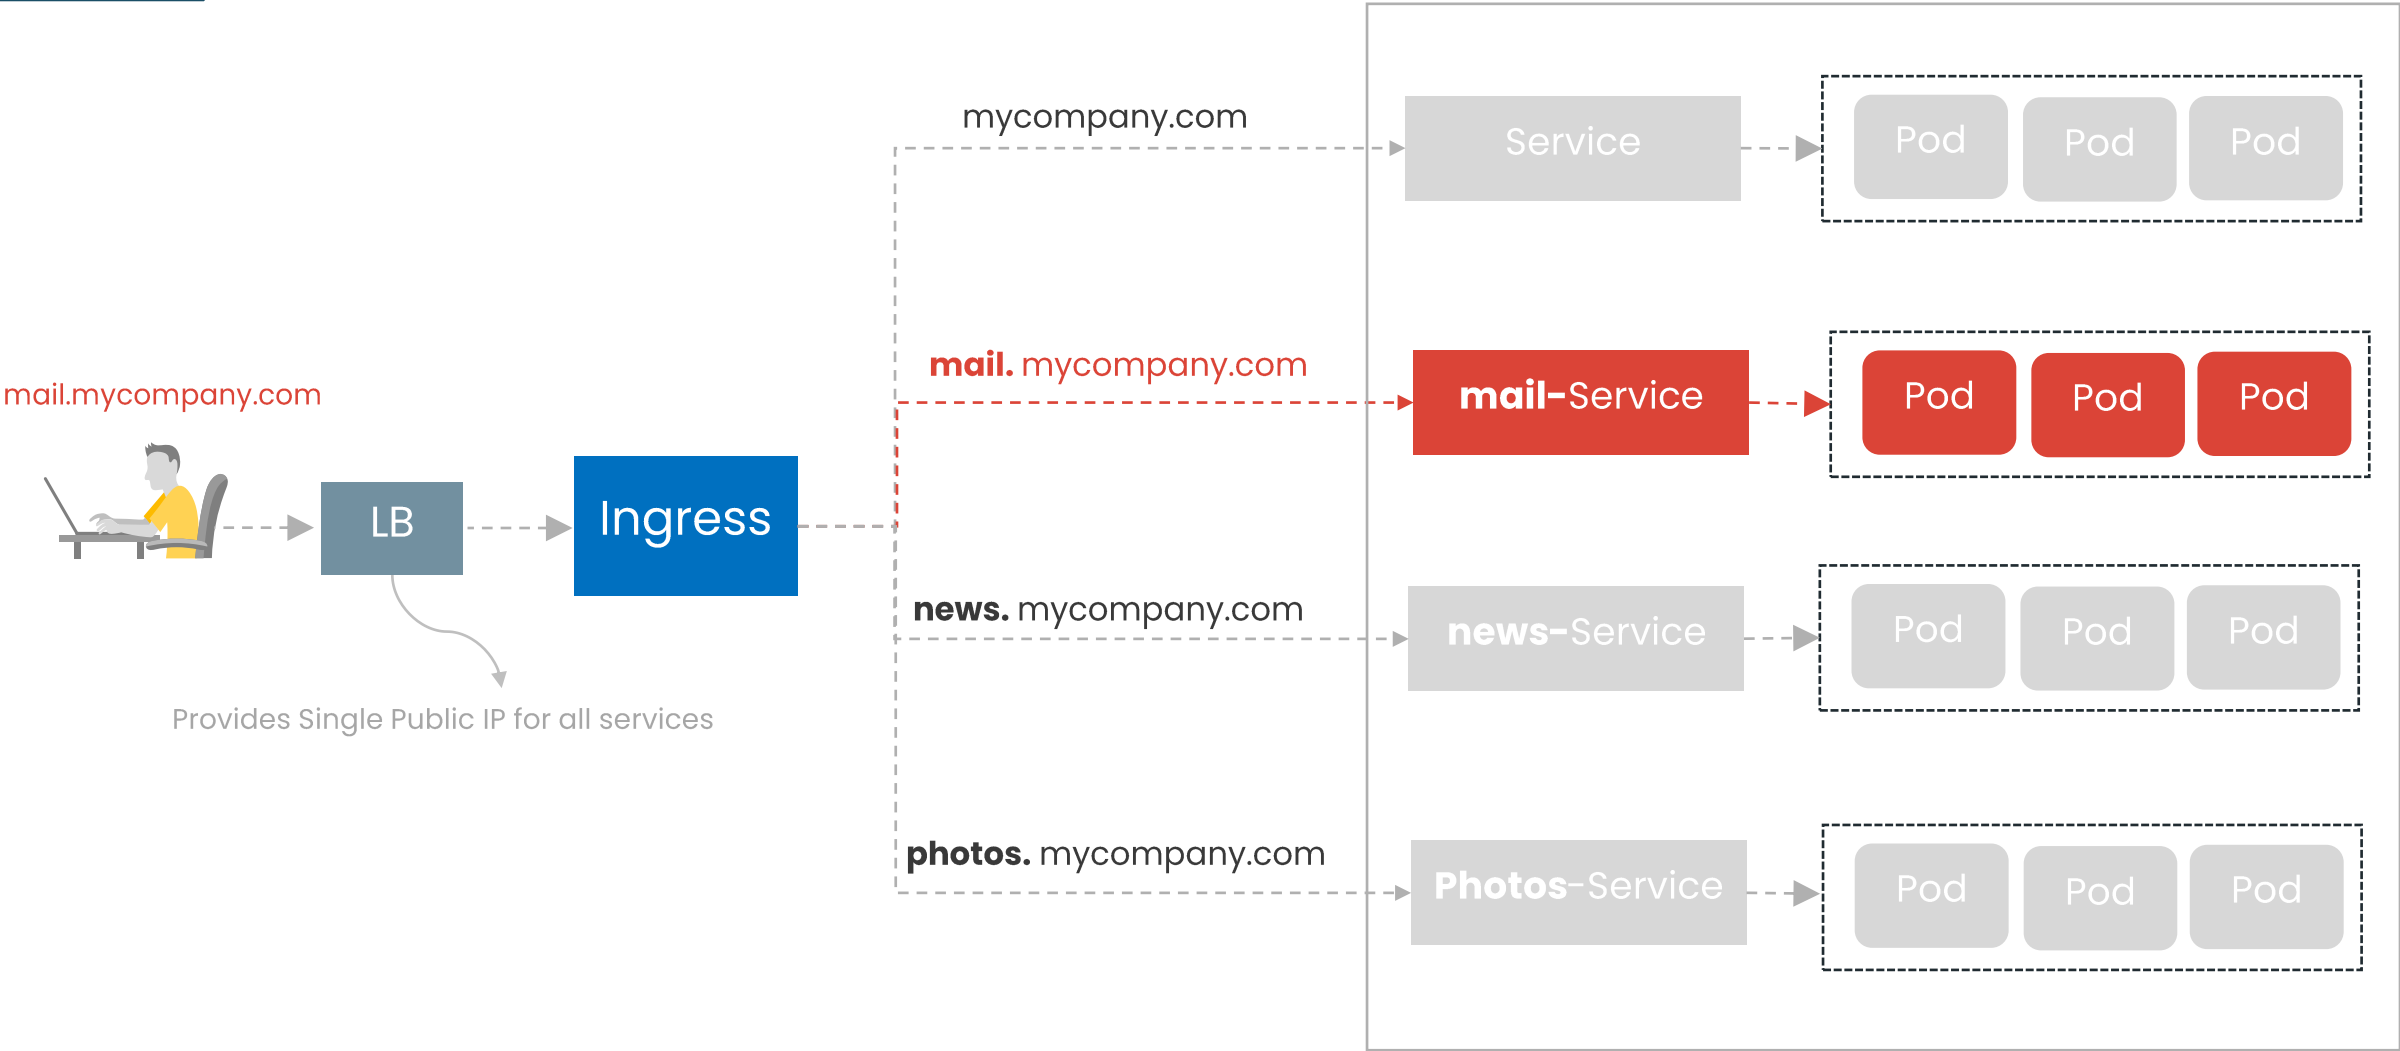 mycompany.com
Service
Pod
Pod
Pod
mail. mycompany.com
mail-Service
Pod
Pod
Pod
mail.mycompany.com
LB
Ingress
Provides Single Public IP for all services
news. mycompany.com
news-Service
Pod
Pod
Pod
photos. mycompany.com
Photos-Service
Pod
Pod
Pod